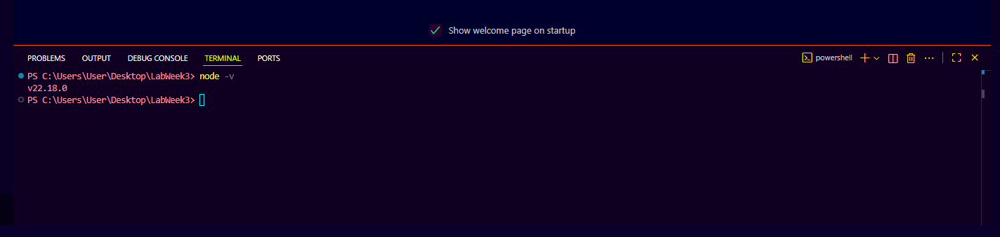 Show welcome page on startup
PROBLEMS OUTPUT DEBUG CONSOLE TERMINAL PORTS powershell
PS C:\Users\User\Desktop\LabWeek3> node -v
v22.18.0
PS C:\Users\User\Desktop\LabWeek3>